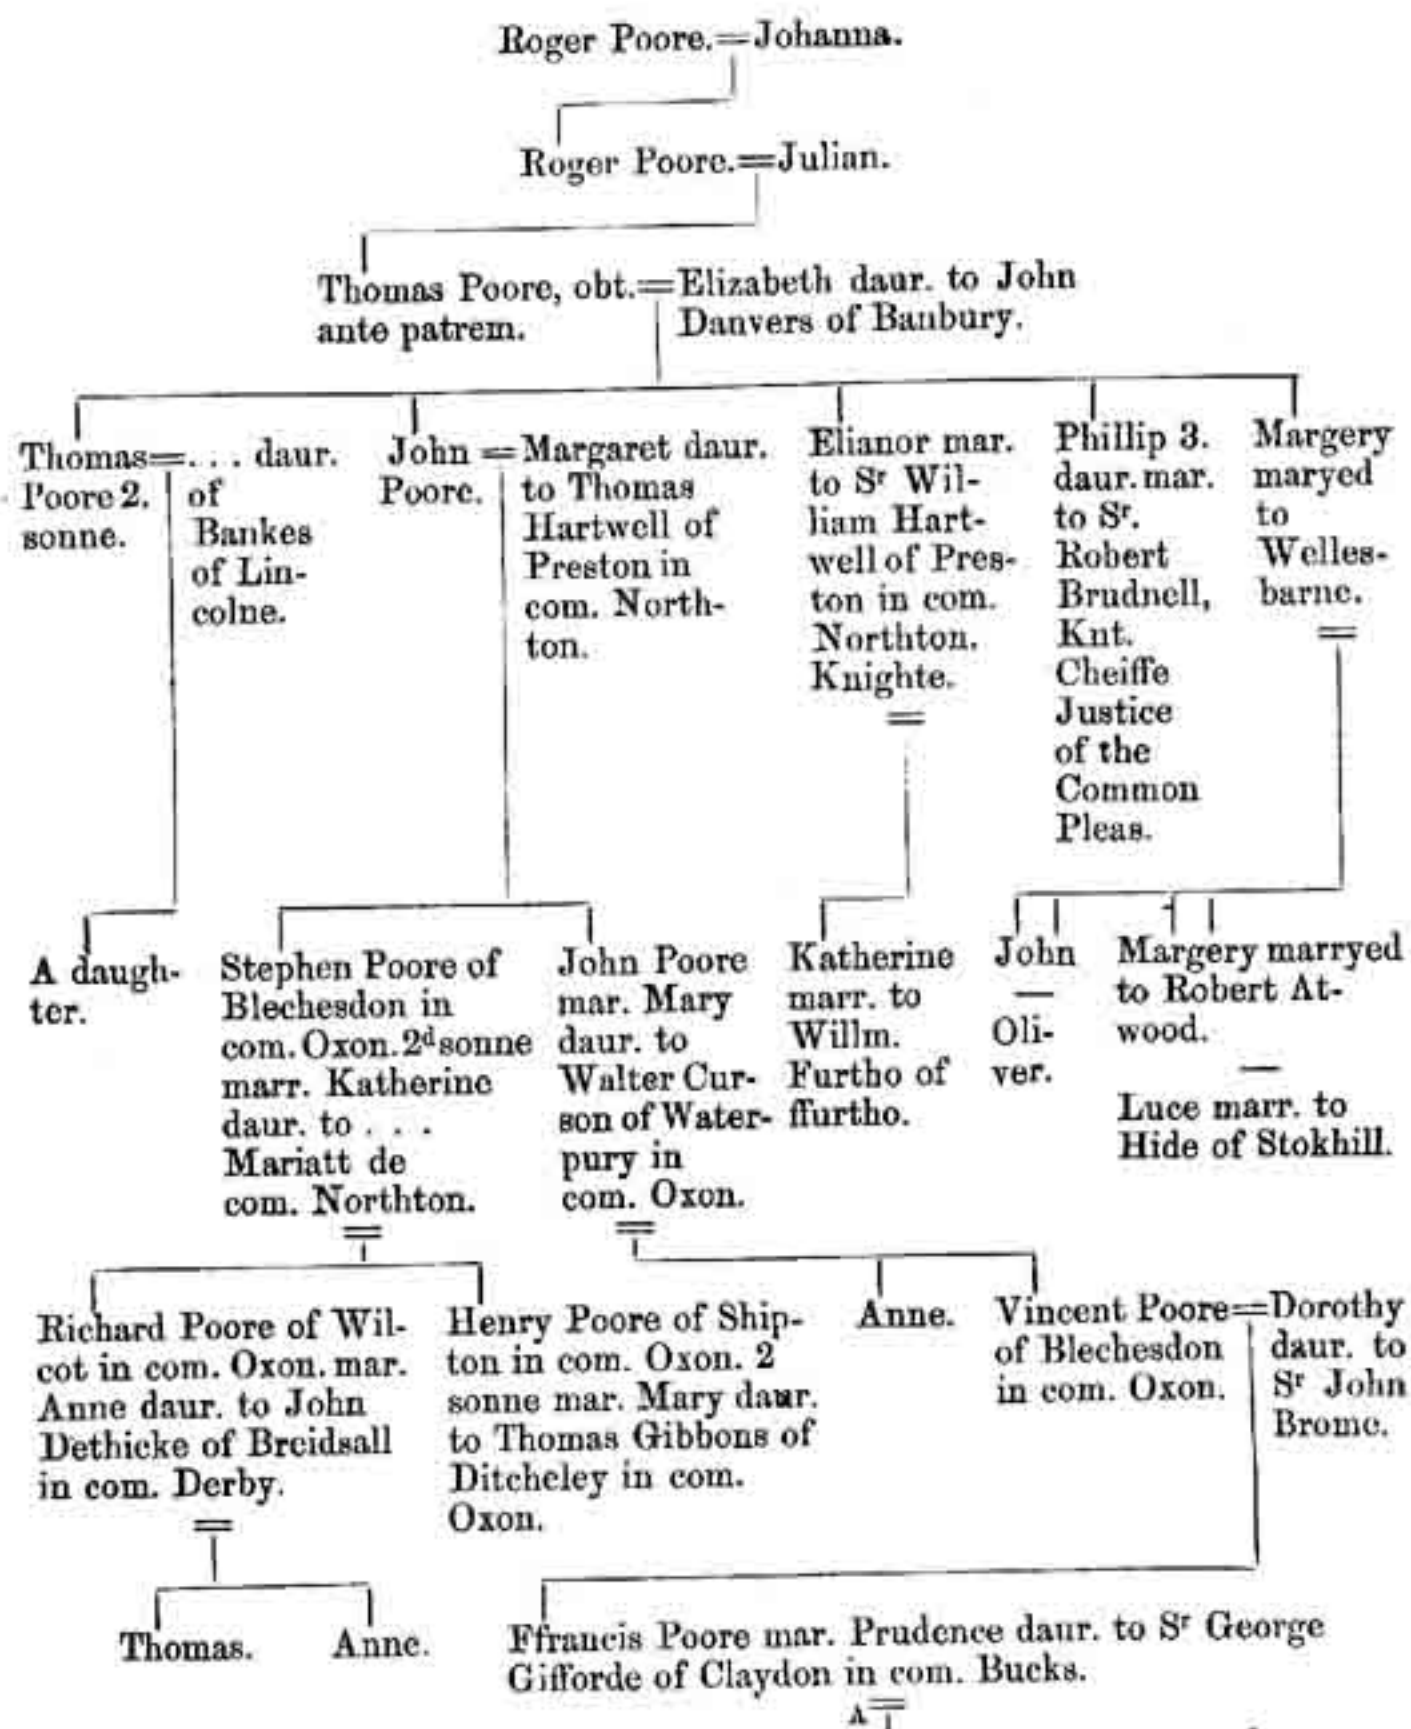 Roger Poore.=Johanna.
Roger Poore.=Julian.
Thomas Poore, obt.=Elizabeth daur. to John
ante patrem. Danvers of Banbury.
Thomas=. . . daur.
Poore 2. of
sonne. Bankes
of Lin-
colne.
John = Margaret daur.
Poore. to Thomas
Hartwell of
Preston in
com. North-
ton.
Elianor mar.
to Sʳ Wil-
liam Hart-
well of Pres-
ton in com.
Northton.
Knighte.
=
Phillip 3.
daur. mar.
to Sʳ.
Robert
Brudnell,
Knt.
Cheiffe
Justice
of the
Common
Pleas.
Margery
maryed
to
Welles-
barne.
=
A daugh-
ter.
Stephen Poore of
Blechesdon in
com. Oxon. 2ᵈ sonne
marr. Katherine
daur. to . . .
Mariatt de
com. Northton.
=
John Poore
mar. Mary
daur. to
Walter Cur-
son of Water-
pury in
com. Oxon.
=
Katherine
marr. to
Willm.
Furtho of
ffurtho.
John
—
Oli-
ver.
Margery marryed
to Robert At-
wood.
—
Luce marr. to
Hide of Stokhill.
Richard Poore of Wil-
cot in com. Oxon. mar.
Anne daur. to John
Dethicke of Breidsall
in com. Derby.
=
Henry Poore of Ship-
ton in com. Oxon. 2
sonne mar. Mary daur.
to Thomas Gibbons of
Ditcheley in com.
Oxon.
Anne.
Vincent Poore=Dorothy
of Blechesdon daur. to
in com. Oxon. Sʳ John
Brome.
Thomas. Anne.
Ffrancis Poore mar. Prudence daur. to Sʳ George
Gifforde of Claydon in com. Bucks.
A =